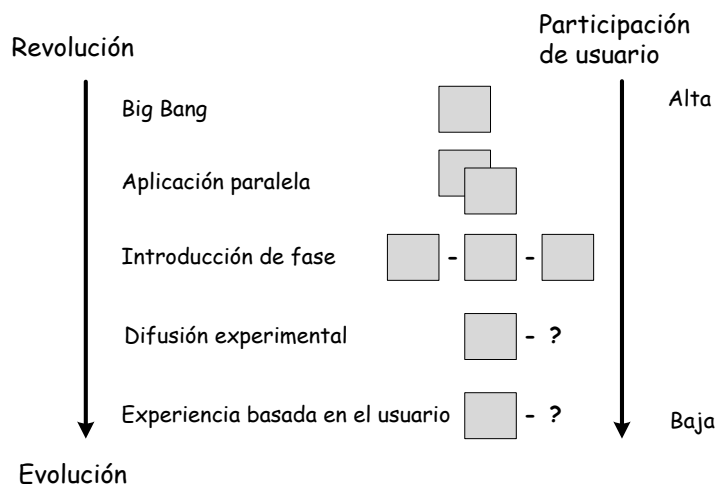 Participación
de usuario
Revolución
Alta
Big Bang
Aplicación paralela
Introducción de fase - -
Difusión experimental - ?
Experiencia basada en el usuario - ?
Baja
Evolución